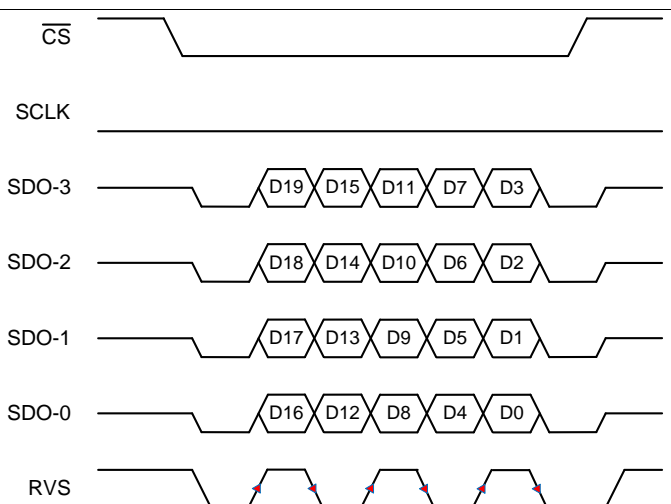 CS
SCLK
SDO-3 D19 D15 D11 D7 D3
SDO-2 D18 D14 D10 D6 D2
SDO-1 D17 D13 D9 D5 D1
SDO-0 D16 D12 D8 D4 D0
RVS